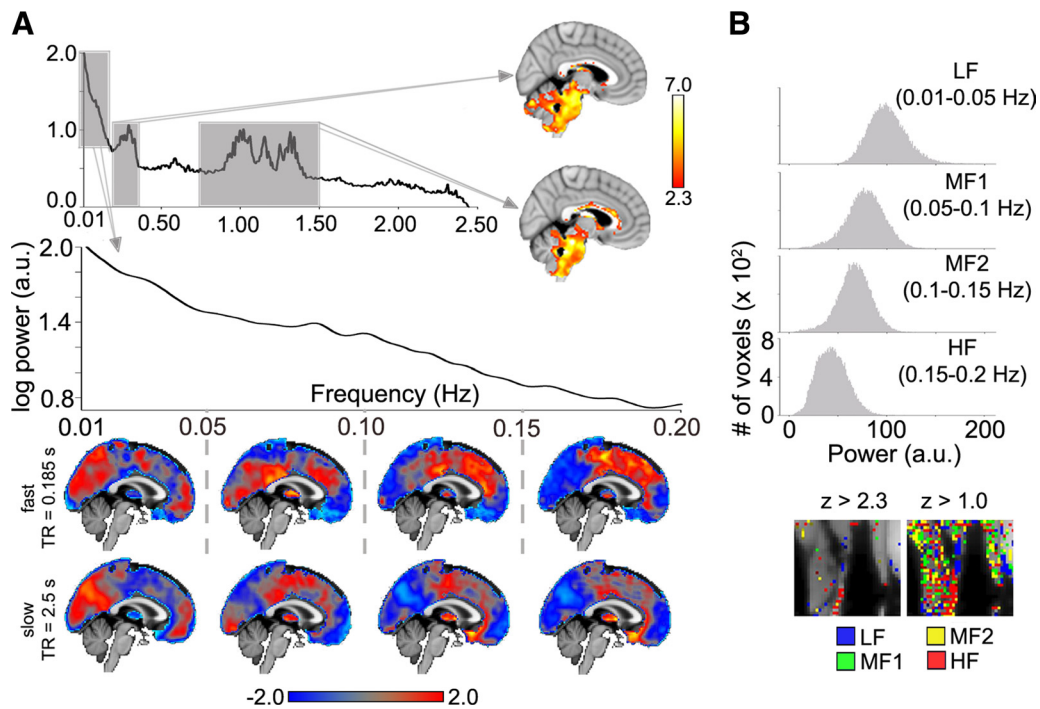 A
2.0
1.0
0.0
0.01 0.50 1.00 1.50 2.00 2.50
7.0
2.3
log power (a.u.)
2.0
1.4
0.8
Frequency (Hz)
0.01 0.05 0.10 0.15 0.20
fast
TR = 0.185 s
slow
TR = 2.5 s
-2.0 2.0
B
LF
(0.01-0.05 Hz)
MF1
(0.05-0.1 Hz)
MF2
(0.1-0.15 Hz)
HF
(0.15-0.2 Hz)
# of voxels (x 10²)
8
4
0
0 100 200
Power (a.u.)
z > 2.3 z > 1.0
LF MF2
MF1 HF